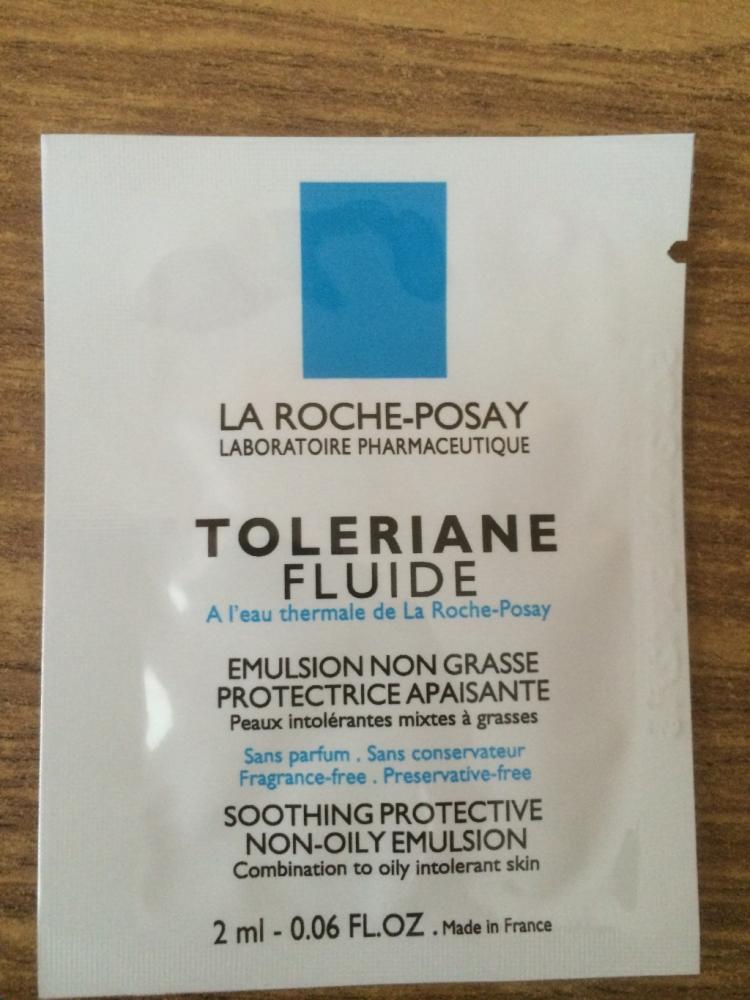 LA ROCHE-POSAY
LABORATOIRE PHARMACEUTIQUE
TOLERIANE
FLUIDE
A l'eau thermale de La Roche-Posay
EMULSION NON GRASSE
PROTECTRICE APAISANTE
Peaux intolérantes mixtes à grasses
Sans parfum . Sans conservateur
Fragrance-free . Preservative-free
SOOTHING PROTECTIVE
NON-OILY EMULSION
Combination to oily intolerant skin
2 ml - 0.06 FL.OZ . Made in France